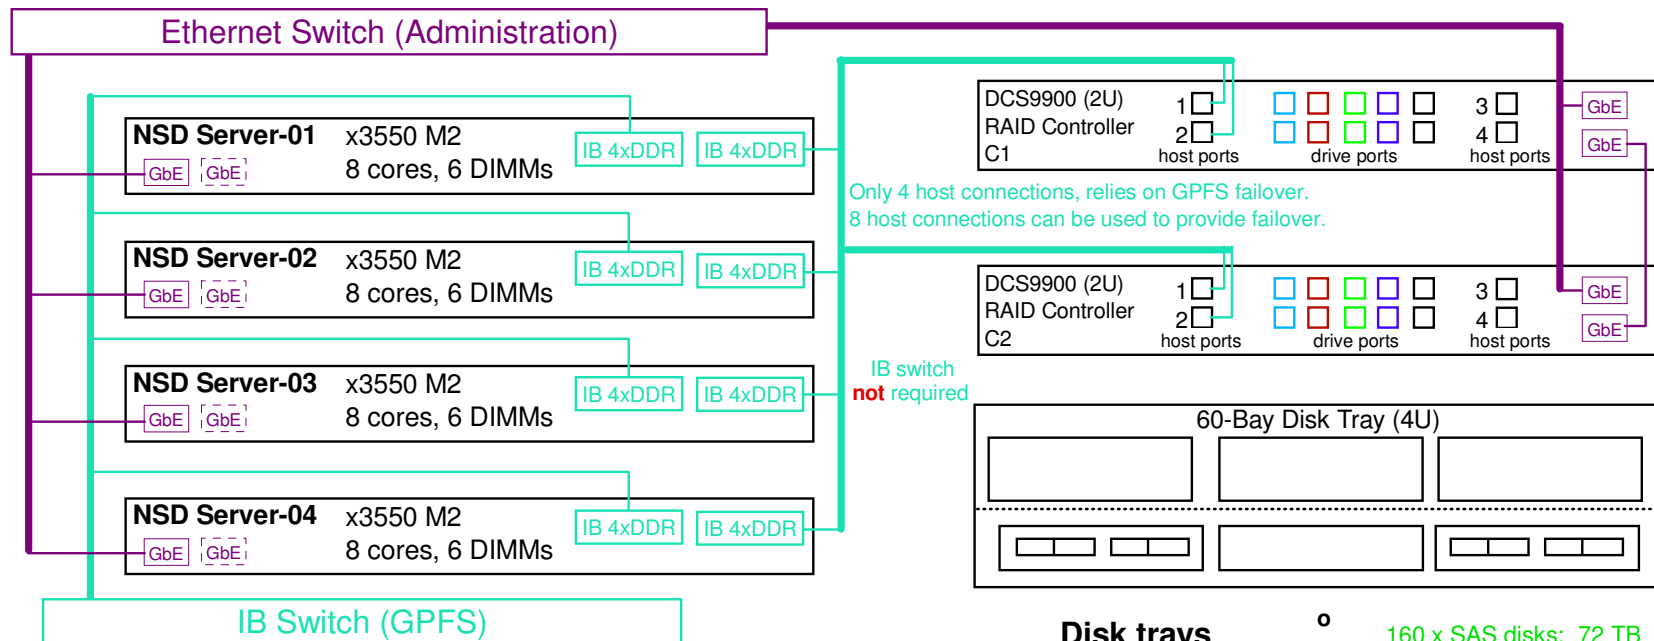 Ethernet Switch (Administration)
NSD Server-01 x3550 M2
8 cores, 6 DIMMs
GbE GbE
IB 4xDDR IB 4xDDR
NSD Server-02 x3550 M2
8 cores, 6 DIMMs
GbE GbE
IB 4xDDR IB 4xDDR
NSD Server-03 x3550 M2
8 cores, 6 DIMMs
GbE GbE
IB 4xDDR IB 4xDDR
NSD Server-04 x3550 M2
8 cores, 6 DIMMs
GbE GbE
IB 4xDDR IB 4xDDR
IB Switch (GPFS)
DCS9900 (2U)
RAID Controller
C1
1
2
host ports
drive ports
3
4
host ports
GbE
GbE
Only 4 host connections, relies on GPFS failover.
8 host connections can be used to provide failover.
DCS9900 (2U)
RAID Controller
C2
1
2
host ports
drive ports
3
4
host ports
GbE
GbE
IB switch
not required
60-Bay Disk Tray (4U)
Disk trays
o
160 x SAS disks: 72 TB